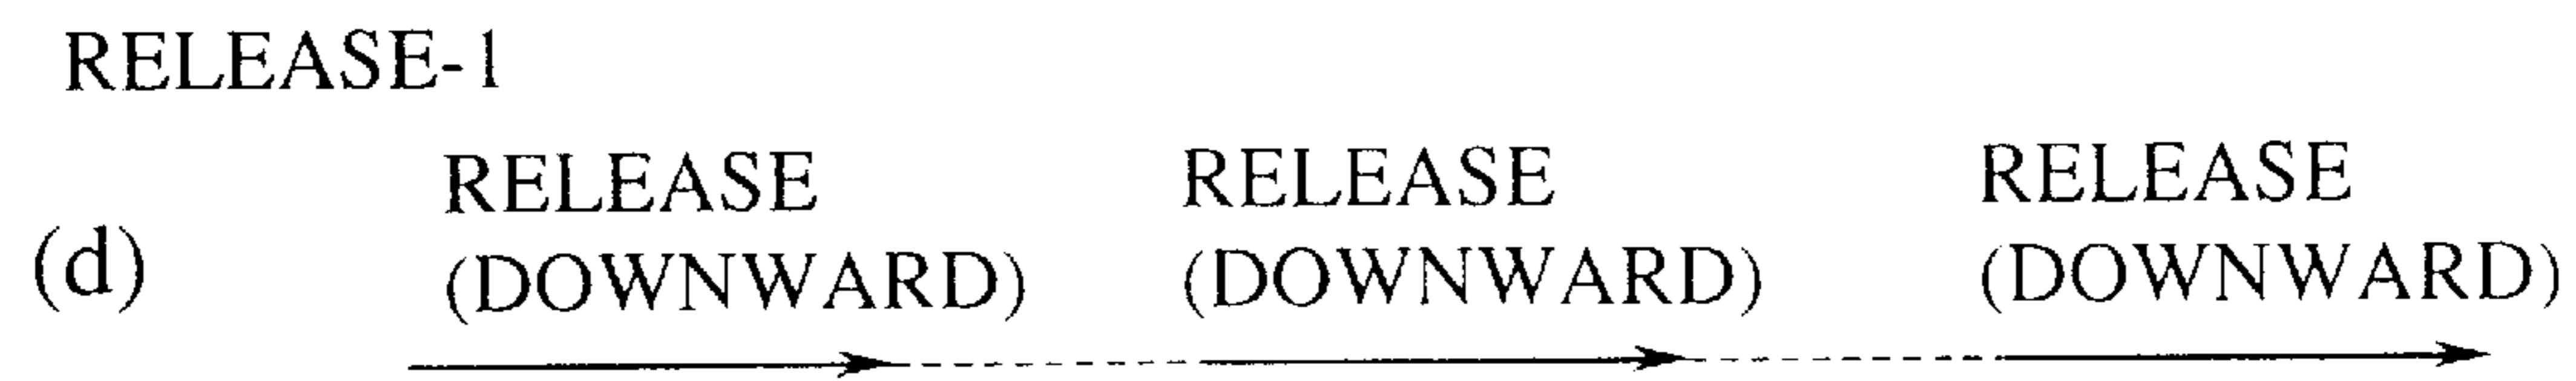 RELEASE-1
RELEASE RELEASE RELEASE
(d) (DOWNWARD) (DOWNWARD) (DOWNWARD)